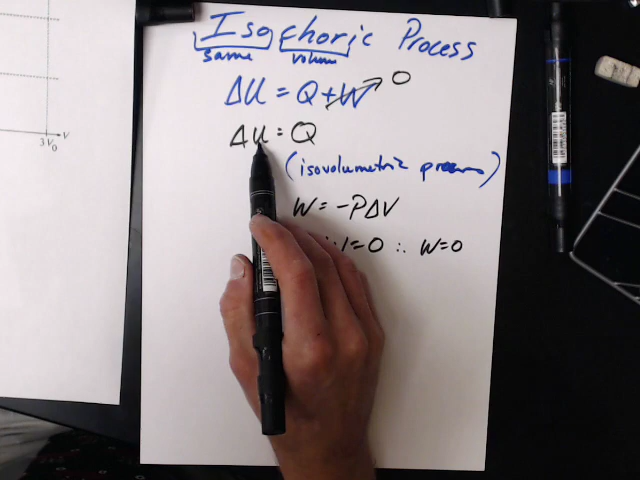 Isochoric Process
same volume
ΔU = Q + W → 0
ΔU = Q
(isovolumetric process)
W = -PΔV
=0 ∴ W=0
3V₀ V